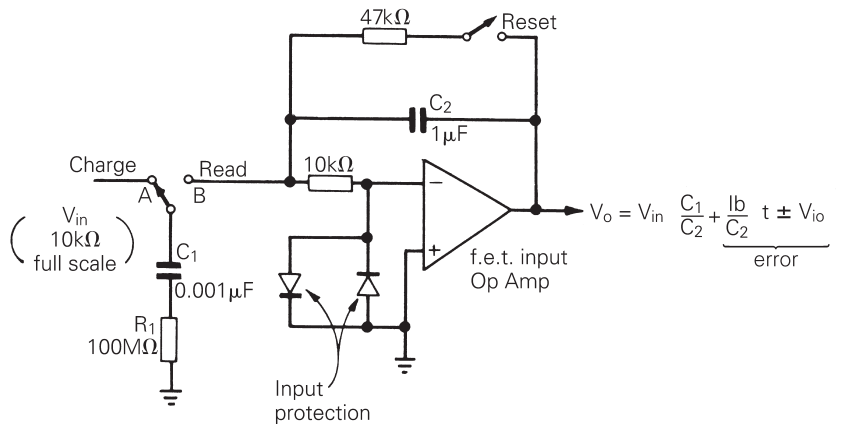 47kΩ
Reset
C2
1μF
Charge
A
B
Read
10kΩ
−
+
f.e.t. input
Op Amp
Vo = Vin C1/C2 + Ib/C2 t ± Vio
error
Vin
10kΩ
full scale
C1
0.001μF
R1
100MΩ
Input
protection